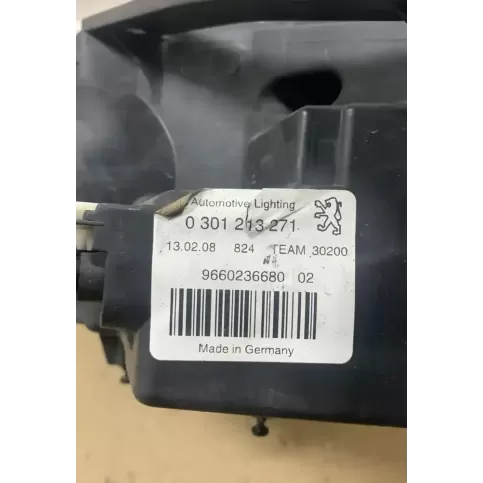 Automotive Lighting
0 301 213 271
13.02.08 824 TEAM 30200
9660236680 02
Made in Germany